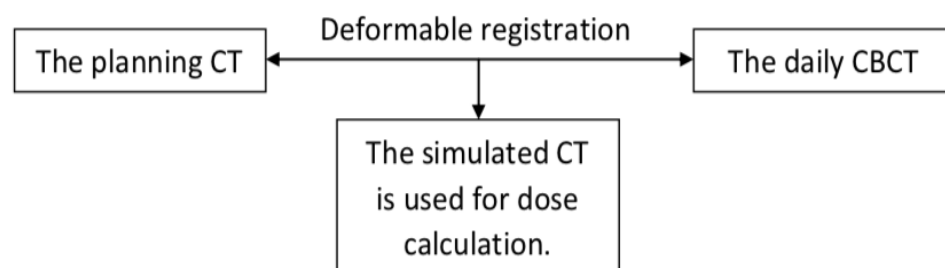 Deformable registration
The planning CT
The daily CBCT
The simulated CT
is used for dose
calculation.